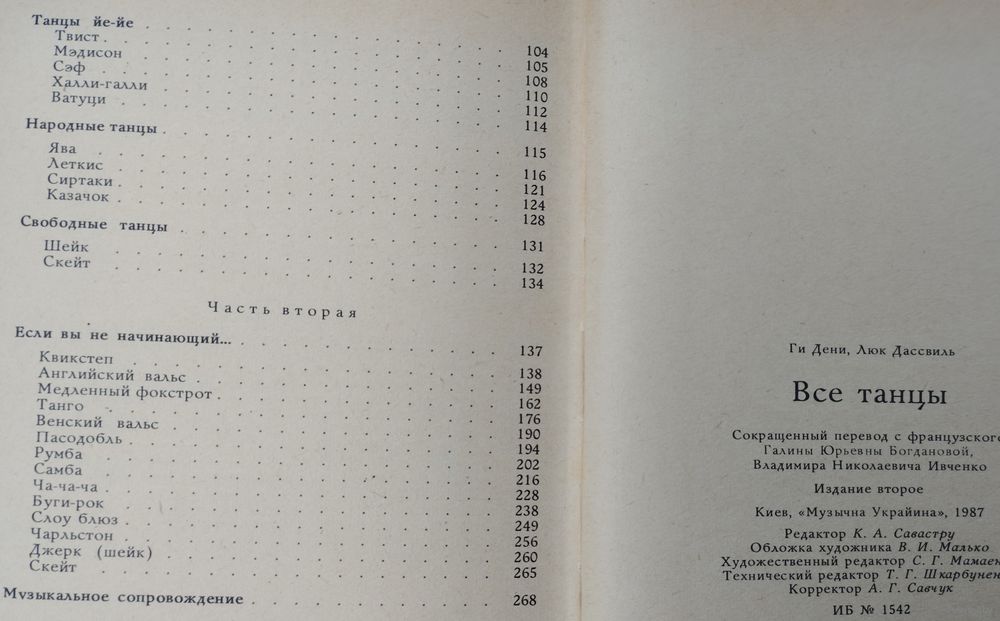 Танцы йе-йе . . . 104
Твист . . . 105
Мэдисон . . . 108
Сэф . . . 110
Халли-галли . . . 112
Ватуци . . . 114
Народные танцы . . . 115
Ява . . . 116
Леткис . . . 121
Сиртаки . . . 124
Казачок . . . 128
Свободные танцы . . . 131
Шейк . . . 132
Скейт . . . 134
Часть вторая
Если вы не начинающий... . . . 137
Квикстеп . . . 138
Английский вальс . . . 149
Медленный фокстрот . . . 162
Танго . . . 176
Венский вальс . . . 190
Пасодобль . . . 194
Румба . . . 202
Самба . . . 216
Ча-ча-ча . . . 228
Буги-рок . . . 238
Слоу блюз . . . 249
Чарльстон . . . 256
Джерк (шейк) . . . 260
Скейт . . . 265
Музыкальное сопровождение . . . 268
Ги Дени, Люк Дассвиль
Все танцы
Сокращенный перевод с французского
Галины Юрьевны Богдановой,
Владимира Николаевича Ивченко
Издание второе
Киев, «Музычна Украйина», 1987
Редактор К. А. Савастру
Обложка художника В. И. Малько
Художественный редактор С. Г. Мамаен
Технический редактор Т. Г. Шкарбунен
Корректор А. Г. Савчук
ИБ № 1542